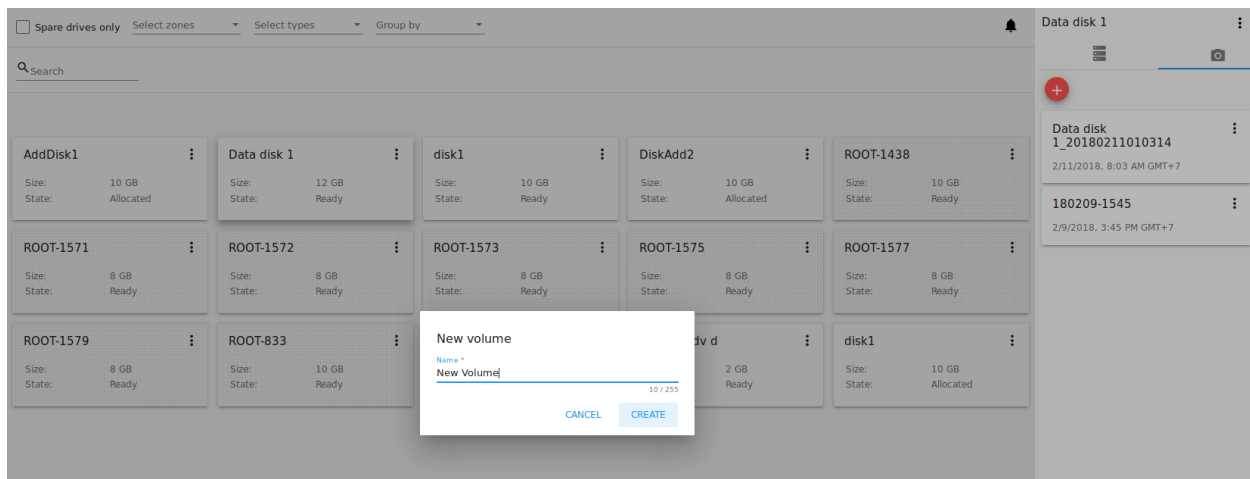 Spare drives only Select zones Select types Group by
Search
AddDisk1
Size: 10 GB
State: Allocated
Data disk 1
Size: 12 GB
State: Ready
disk1
Size: 10 GB
State: Ready
DiskAdd2
Size: 10 GB
State: Allocated
ROOT-1438
Size: 10 GB
State: Ready
ROOT-1571
Size: 8 GB
State: Ready
ROOT-1572
Size: 8 GB
State: Ready
ROOT-1573
Size: 8 GB
State: Ready
ROOT-1575
Size: 8 GB
State: Ready
ROOT-1577
Size: 8 GB
State: Ready
ROOT-1579
Size: 8 GB
State: Ready
ROOT-833
Size: 10 GB
State: Ready
New volume
Name *
New Volume
10 / 255
CANCEL CREATE
dv d
2 GB
Ready
disk1
Size: 10 GB
State: Allocated
Data disk 1
Data disk
1_20180211010314
2/11/2018, 8:03 AM GMT+7
180209-1545
2/9/2018, 3:45 PM GMT+7